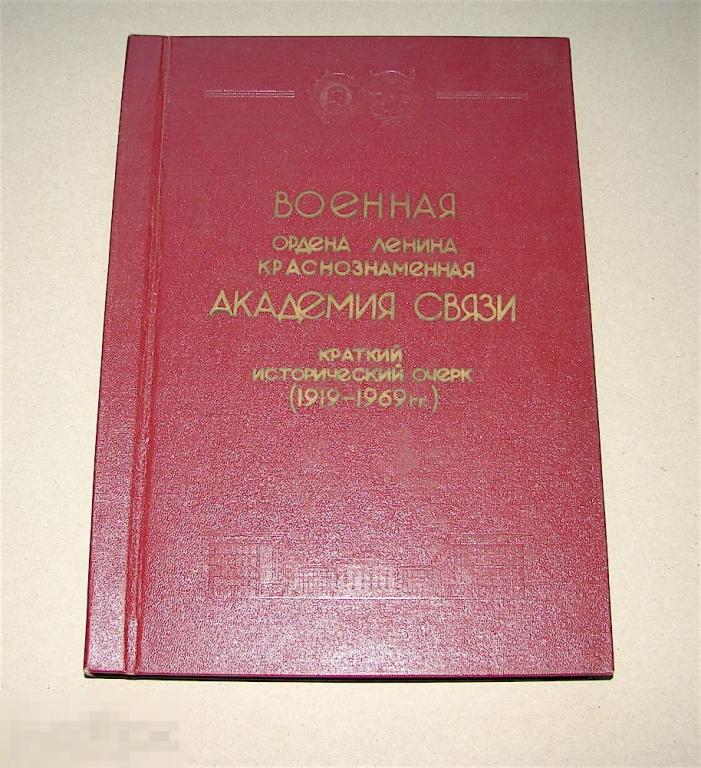 ВОЕННАЯ
ОРДЕНА ЛЕНИНА
КРАСНОЗНАМЕННАЯ
АКАДЕМИЯ СВЯЗИ
КРАТКИЙ
ИСТОРИЧЕСКИЙ ОЧЕРК
(1919–1969 гг.)